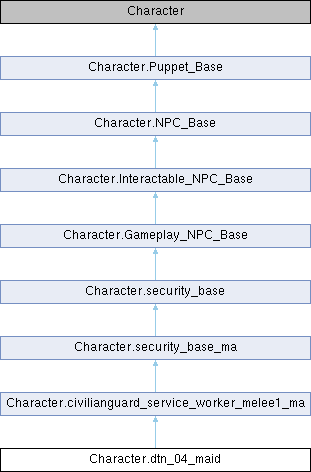 Character
Character.Puppet_Base
Character.NPC_Base
Character.Interactable_NPC_Base
Character.Gameplay_NPC_Base
Character.security_base
Character.security_base_ma
Character.civilianguard_service_worker_melee1_ma
Character.dtn_04_maid